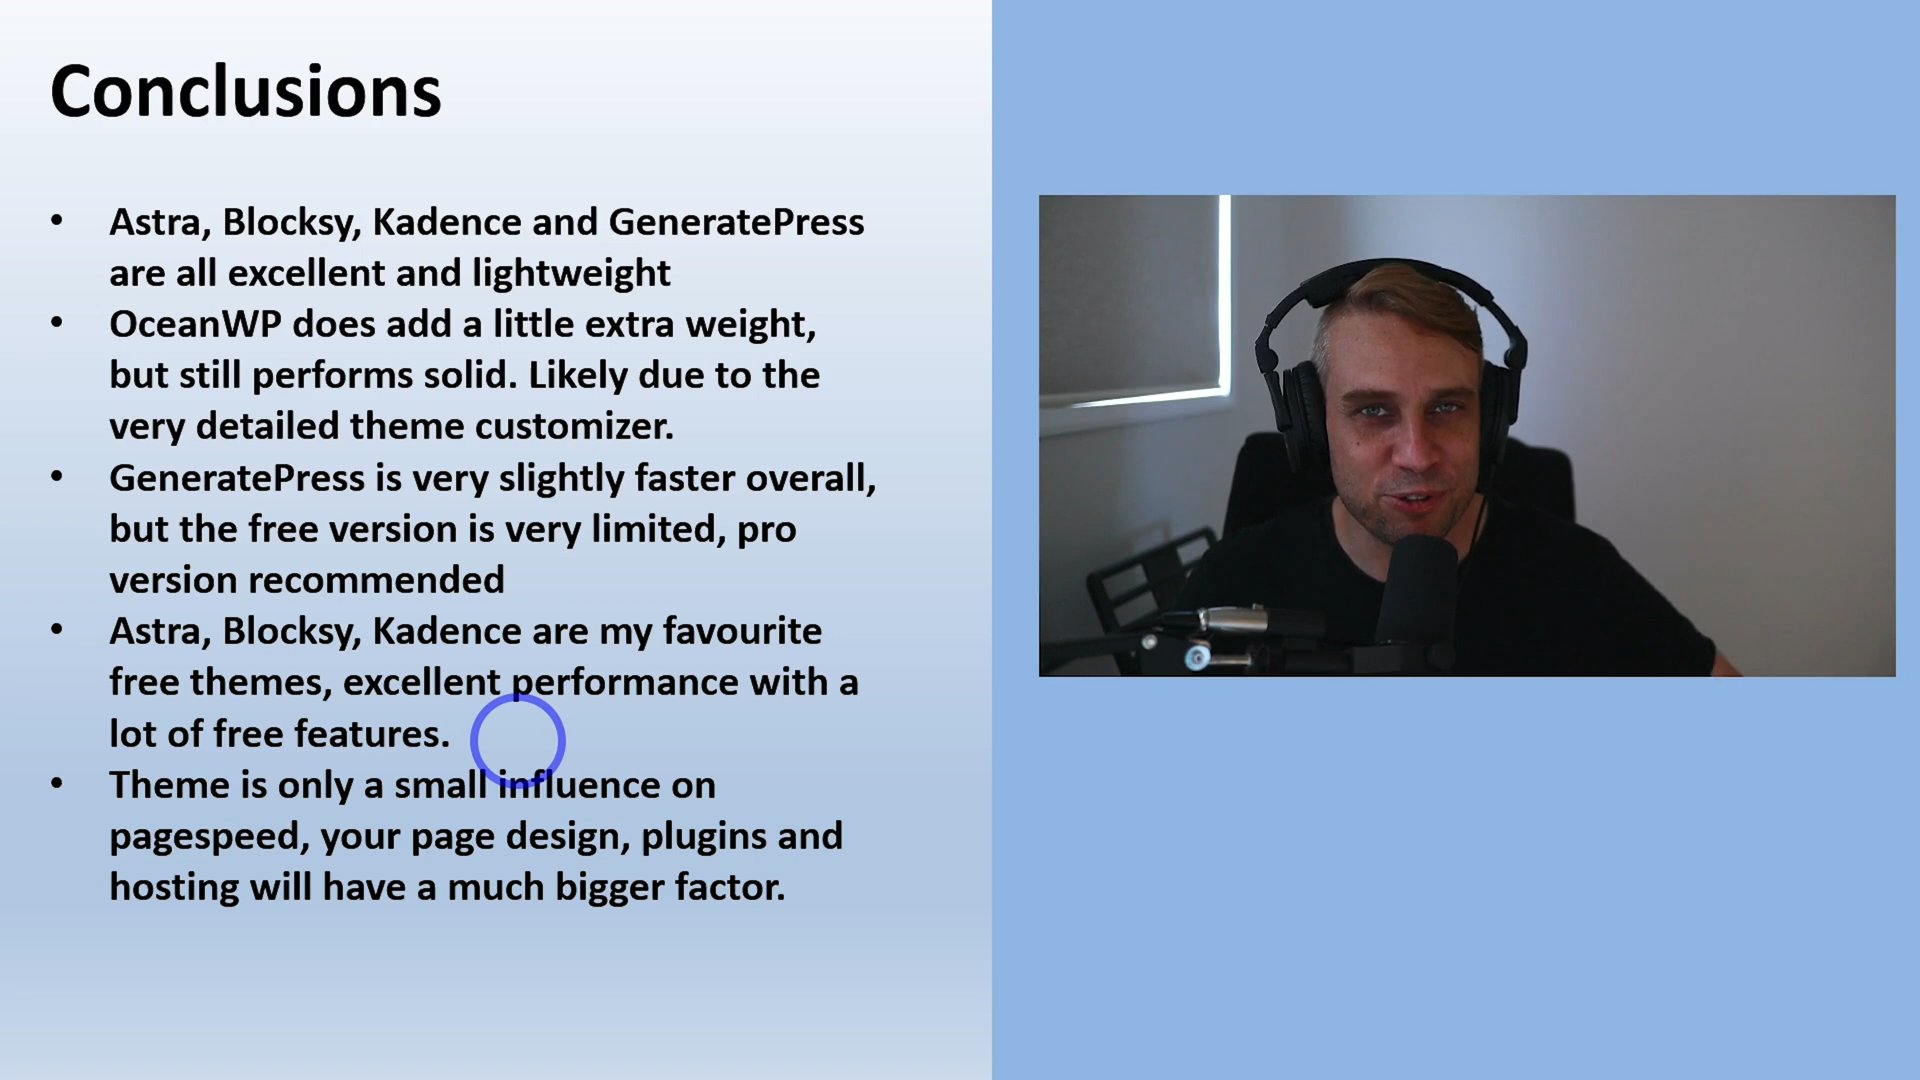 Conclusions
• Astra, Blocksy, Kadence and GeneratePress
are all excellent and lightweight
• OceanWP does add a little extra weight,
but still performs solid. Likely due to the
very detailed theme customizer.
• GeneratePress is very slightly faster overall,
but the free version is very limited, pro
version recommended
• Astra, Blocksy, Kadence are my favourite
free themes, excellent performance with a
lot of free features.
• Theme is only a small influence on
pagespeed, your page design, plugins and
hosting will have a much bigger factor.